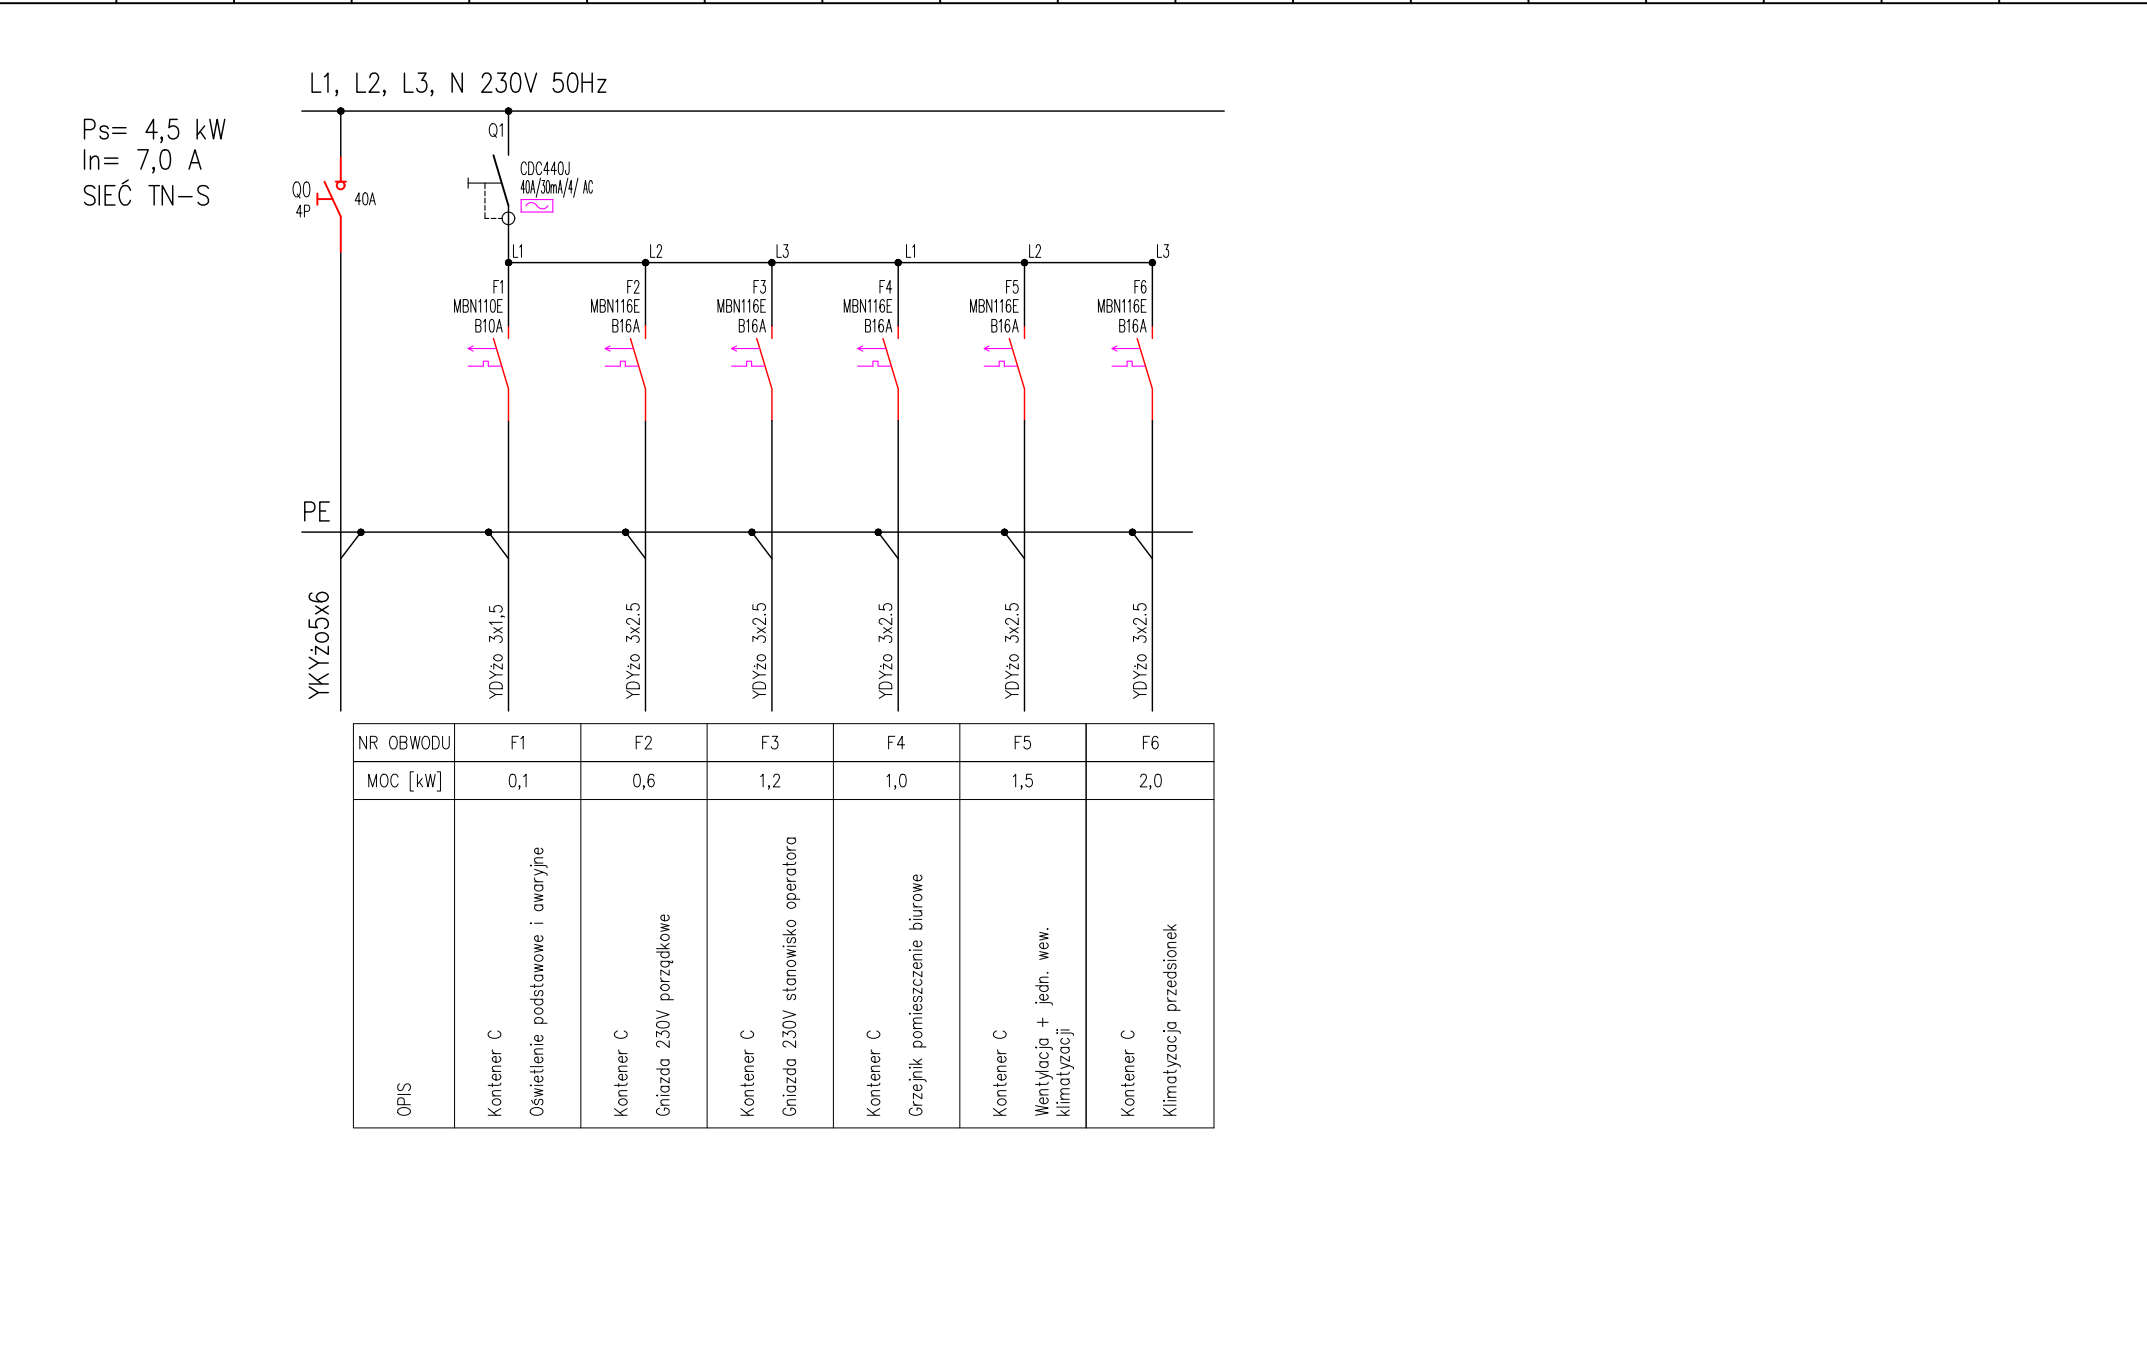 L1, L2, L3, N 230V 50Hz
Ps= 4,5 kW
In= 7,0 A
SIEĆ TN-S
Q0
4P
40A
Q1
CDC440J
40A/30mA/4/ AC
L1
L2
L3
L1
L2
L3
F1
MBN110E
B10A
F2
MBN116E
B16A
F3
MBN116E
B16A
F4
MBN116E
B16A
F5
MBN116E
B16A
F6
MBN116E
B16A
PE
YKYżo5x6
YDYżo 3x1,5
YDYżo 3x2.5
YDYżo 3x2.5
YDYżo 3x2.5
YDYżo 3x2.5
YDYżo 3x2.5
NR OBWODU F1 F2 F3 F4 F5 F6
MOC [kW] 0,1 0,6 1,2 1,0 1,5 2,0
OPIS
Kontener C
Oświetlenie podstawowe i awaryjne
Kontener C
Gniazda 230V porządkowe
Kontener C
Gniazda 230V stanowisko operatora
Kontener C
Grzejnik pomieszczenie biurowe
Kontener C
Wentylacja + jedn. wew.
klimatyzacji
Kontener C
Klimatyzacja przedsionek